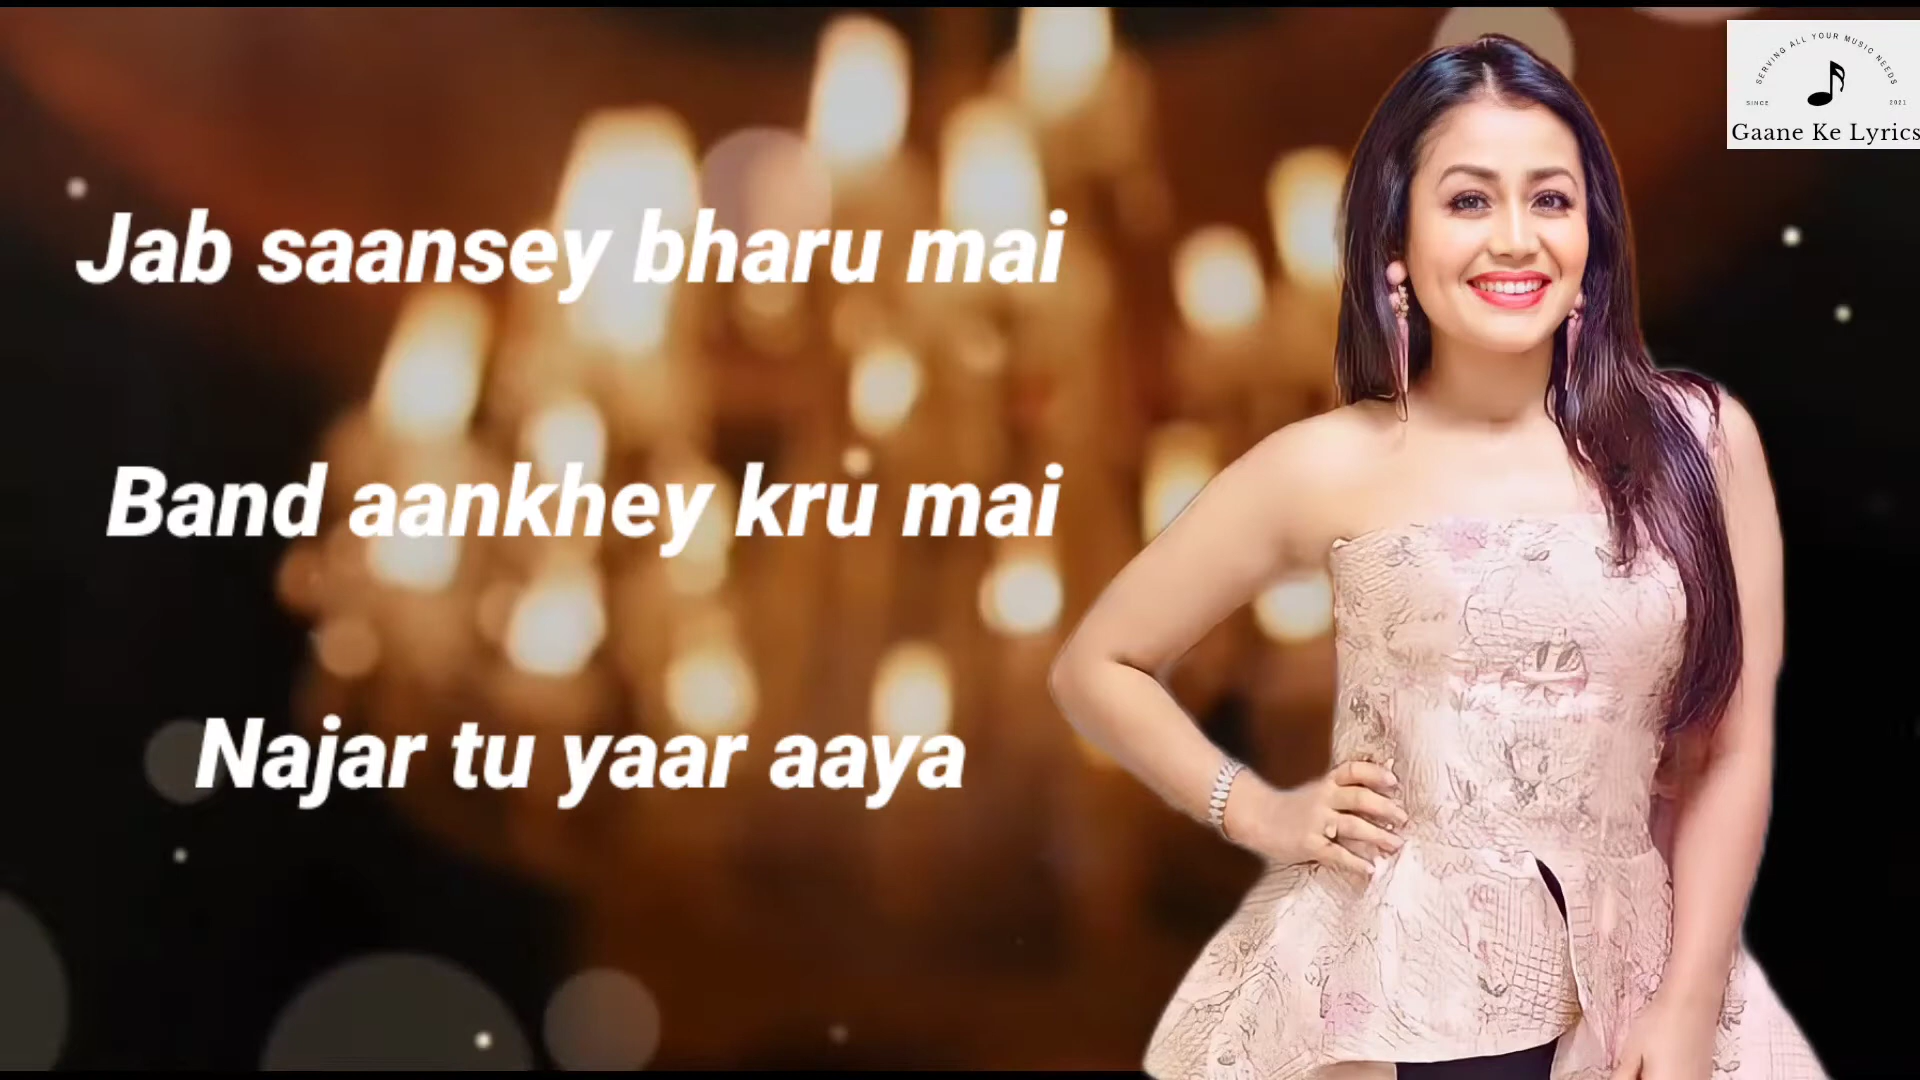 SERVING ALL YOUR MUSIC NEEDS
SINCE 2021
Gaane Ke Lyrics
Jab saansey bharu mai
Band aankhey kru mai
Najar tu yaar aaya